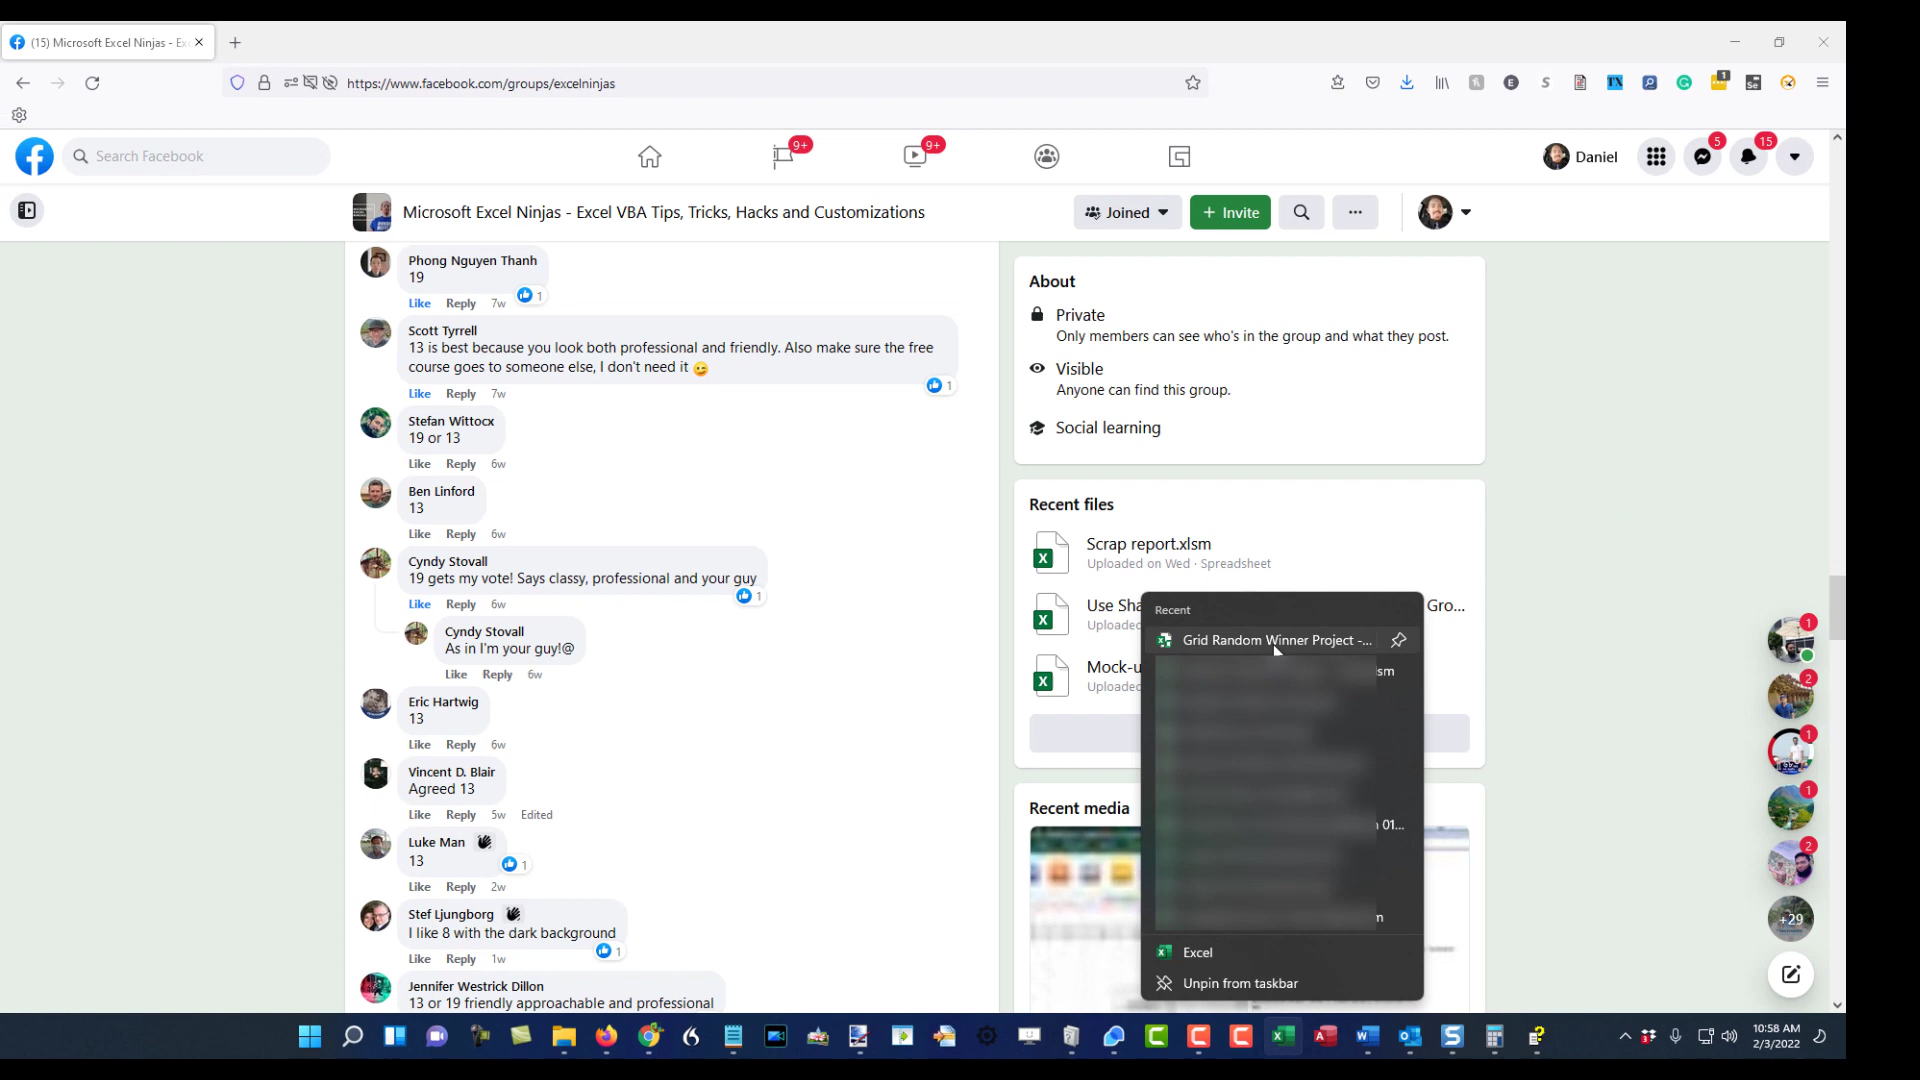 (15) Microsoft Excel Ninjas - Exc
https://www.facebook.com/groups/excelninjas
1
Search Facebook
9+
9+
Daniel
5
15
Microsoft Excel Ninjas - Excel VBA Tips, Tricks, Hacks and Customizations
Joined
+ Invite
Phong Nguyen Thanh
19
1
Like Reply 7w
Scott Tyrrell
13 is best because you look both professional and friendly. Also make sure the free
course goes to someone else, I don't need it
1
Like Reply 7w
Stefan Wittocx
19 or 13
Like Reply 6w
Ben Linford
13
Like Reply 6w
Cyndy Stovall
19 gets my vote! Says classy, professional and your guy
1
Like Reply 6w
Cyndy Stovall
As in I'm your guy!@
Like Reply 6w
Eric Hartwig
13
Like Reply 6w
Vincent D. Blair
Agreed 13
Like Reply 5w Edited
Luke Man
13
1
Like Reply 2w
Stef Ljungborg
I like 8 with the dark background
1
Like Reply 1w
Jennifer Westrick Dillon
13 or 19 friendly approachable and professional
About
Private
Only members can see who's in the group and what they post.
Visible
Anyone can find this group.
Social learning
Recent files
Scrap report.xlsm
Uploaded on Wed · Spreadsheet
Use Sha
Gro...
Uploaded
Mock-u
Uploaded
Recent media
Recent
Grid Random Winner Project -...
sm
01...
m
Excel
Unpin from taskbar
1
2
1
1
2
+29
10:58 AM
2/3/2022